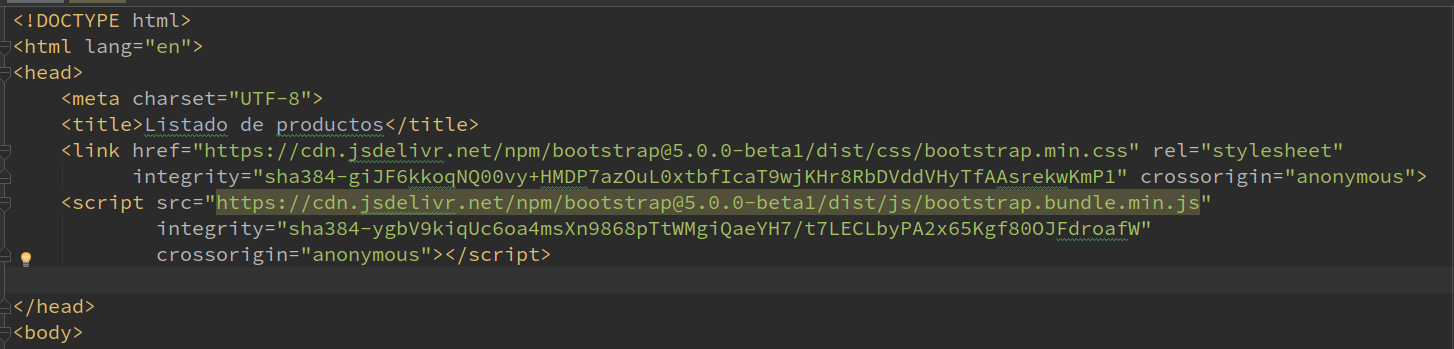 <!DOCTYPE html>
<html lang="en">
<head>
    <meta charset="UTF-8">
    <title>Listado de productos</title>
    <link href="https://cdn.jsdelivr.net/npm/bootstrap@5.0.0-beta1/dist/css/bootstrap.min.css" rel="stylesheet"
          integrity="sha384-giJF6kkoqNQ00vy+HMDP7azOuL0xtbfIcaT9wjKHr8RbDVddVHyTfAAsrekwKmP1" crossorigin="anonymous">
    <script src="https://cdn.jsdelivr.net/npm/bootstrap@5.0.0-beta1/dist/js/bootstrap.bundle.min.js"
            integrity="sha384-ygbV9kiqUc6oa4msXn9868pTtWMgiQaeYH7/t7LECLbyPA2x65Kgf80OJFdroafW"
            crossorigin="anonymous"></script>
</head>
<body>